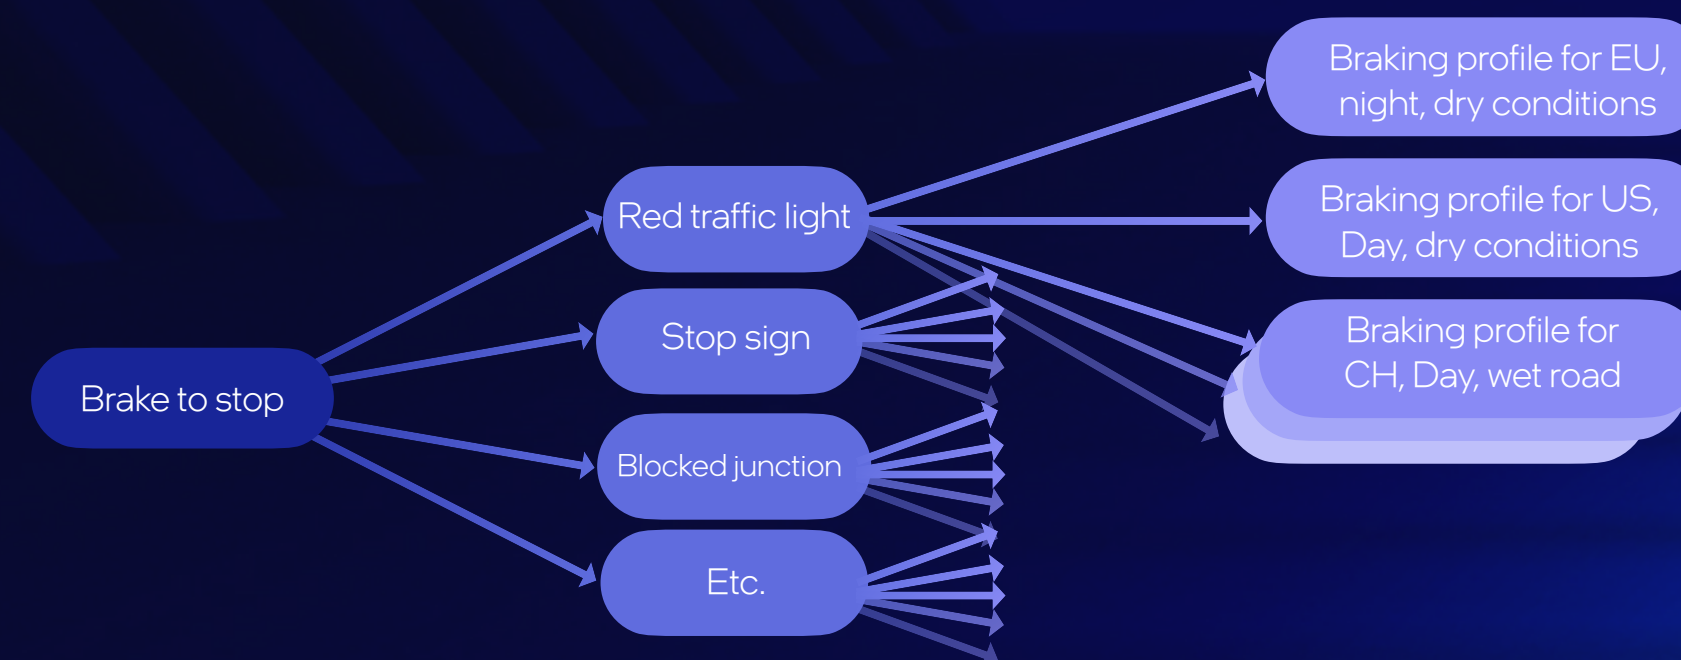 Brake to stop
Red traffic light
Stop sign
Blocked junction
Etc.
Braking profile for EU,
night, dry conditions
Braking profile for US,
Day, dry conditions
Braking profile for
CH, Day, wet road